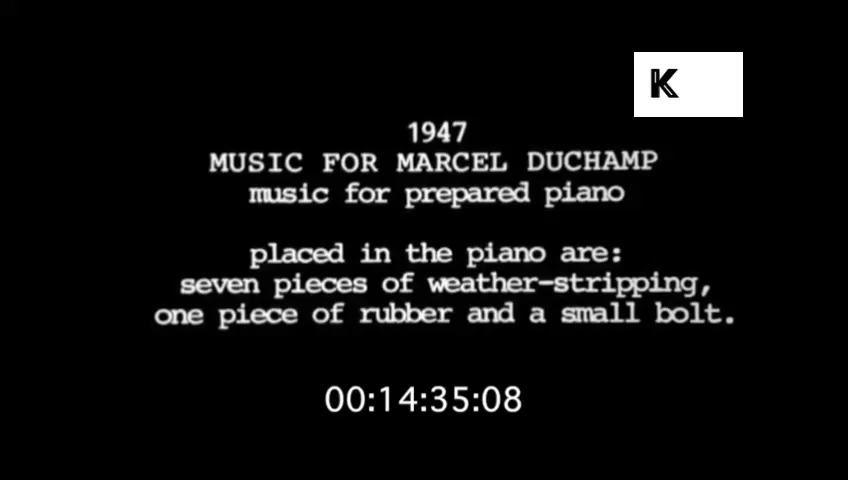 K
1947
MUSIC FOR MARCEL DUCHAMP
music for prepared piano
placed in the piano are:
seven pieces of weather-stripping,
one piece of rubber and a small bolt.
00:14:35:08